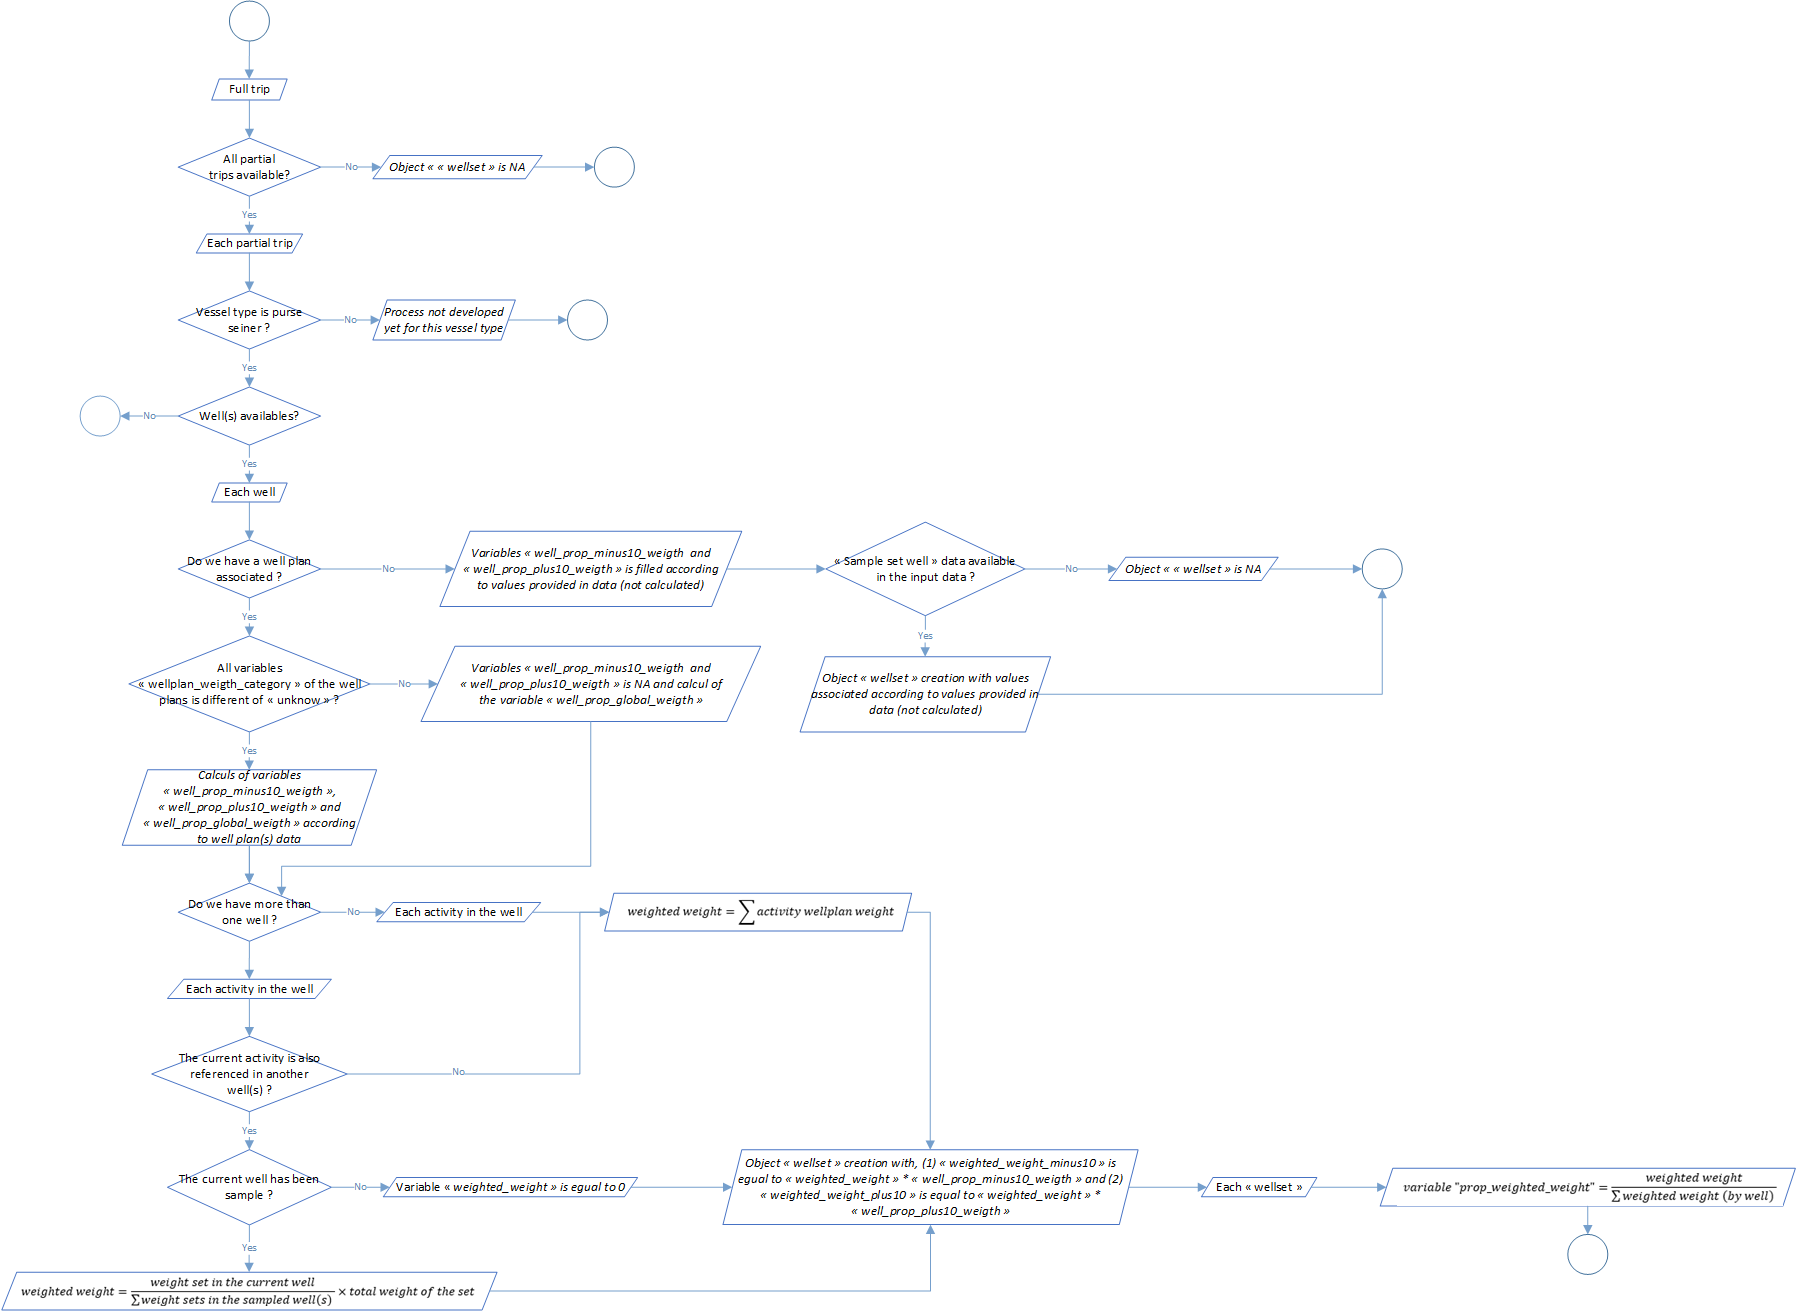 Full trip
All partial
trips available?
No
Object « « wellset » is NA
Yes
Each partial trip
Vessel type is purse
seiner ?
No
Process not developed
yet for this vessel type
Yes
Well(s) availables?
No
Yes
Each well
Do we have a well plan
associated ?
No
Variables « well_prop_minus10_weigth  and
« well_prop_plus10_weigth » is filled according
to values provided in data (not calculated)
« Sample set well » data available
in the input data ?
No
Object « « wellset » is NA
Yes
Object « wellset » creation with values
associated according to values provided in
data (not calculated)
Yes
All variables
« wellplan_weigth_category » of the well
plans is different of « unknow » ?
No
Variables « well_prop_minus10_weigth  and
« well_prop_plus10_weigth » is NA and calcul of
the variable « well_prop_global_weigth »
Yes
Calculs of variables
« well_prop_minus10_weigth »,
« well_prop_plus10_weigth » and
« well_prop_global_weigth » according
to well plan(s) data
Do we have more than
one well ?
No
Each activity in the well
weighted weight = ∑ activity wellplan weight
Each activity in the well
The current activity is also
referenced in another
well(s) ?
No
Yes
The current well has been
sample ?
No
Variable « weighted_weight » is equal to 0
Object « wellset » creation with, (1) « weighted_weight_minus10 » is
equal to « weighted_weight » * « well_prop_minus10_weigth » and (2)
« weighted_weight_plus10 » is equal to « weighted_weight » *
« well_prop_plus10_weigth »
Each « wellset »
variable "prop_weighted_weight" = weighted weight / ∑ weighted weight (by well)
Yes
weighted weight = weight set in the current well / ∑ weight sets in the sampled well(s) × total weight of the set